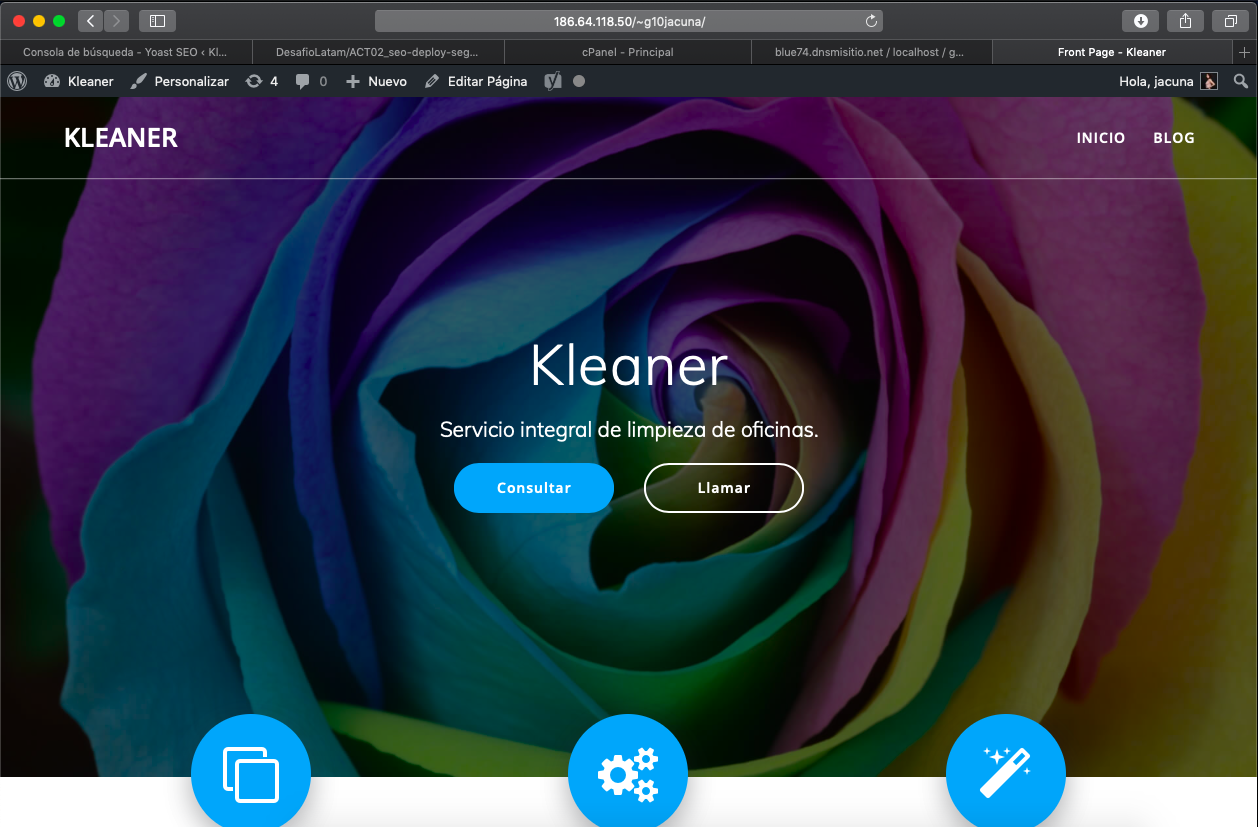 186.64.118.50/~g10jacuna/
Consola de búsqueda - Yoast SEO ‹ Kl...
DesafioLatam/ACT02_seo-deploy-seg...
cPanel - Principal
blue74.dnsmisitio.net / localhost / g...
Front Page - Kleaner
Kleaner
Personalizar
4
0
Nuevo
Editar Página
Hola, jacuna
KLEANER
INICIO
BLOG
Kleaner
Servicio integral de limpieza de oficinas.
Consultar
Llamar